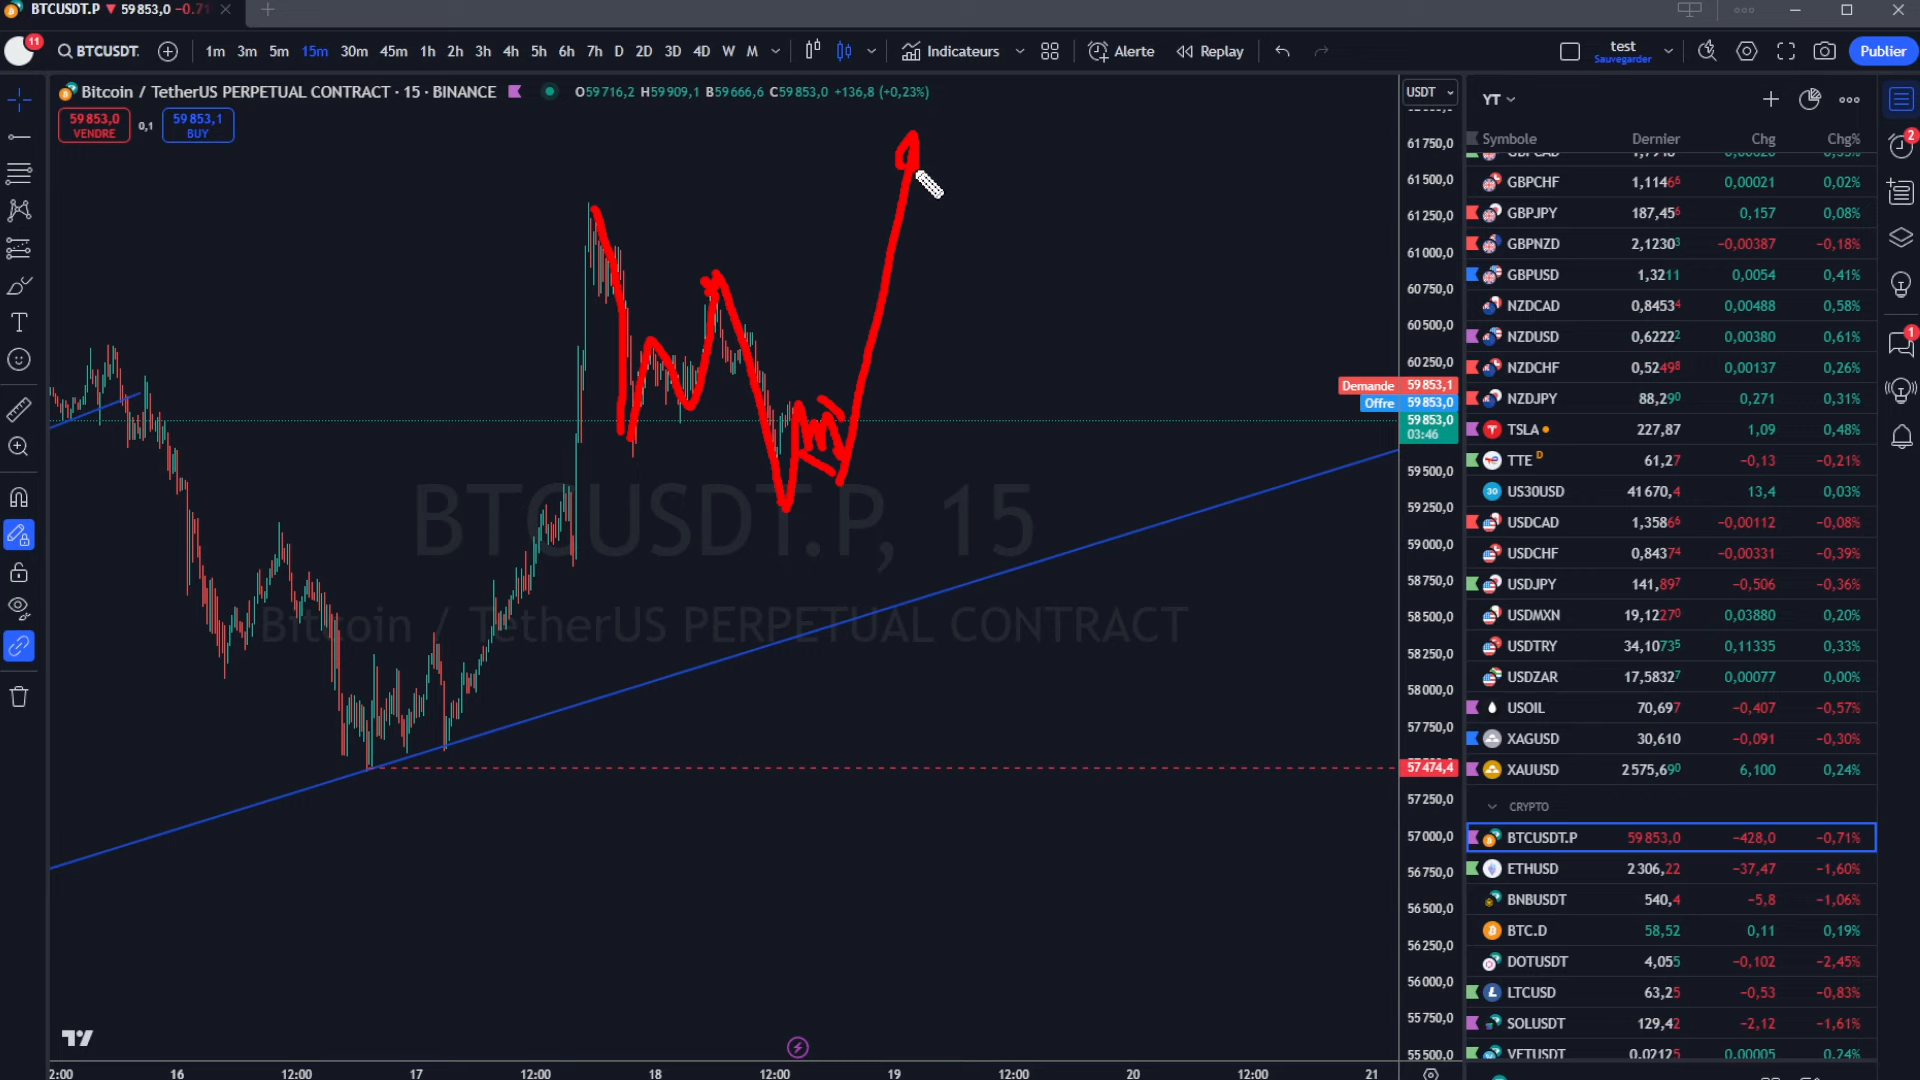 BTCUSDT.P ▼ 59 853,0 −0.71
11
BTCUSDT. 1m 3m 5m 15m 30m 45m 1h 2h 3h 4h 5h 6h 7h D 2D 3D 4D W M Indicateurs Alerte Replay test Sauvegarder Publier
Bitcoin / TetherUS PERPETUAL CONTRACT · 15 · BINANCE O59 716,2 H59 909,1 B59 666,6 C59 853,0 +136,8 (+0,23%)
59 853,0 VENDRE 0,1 59 853,1 BUY
USDT
61 750,0
61 500,0
61 250,0
61 000,0
60 750,0
60 500,0
60 250,0
Demande 59 853,1
Offre 59 853,0
59 853,0
03:46
59 500,0
59 250,0
59 000,0
58 750,0
58 500,0
58 250,0
58 000,0
57 750,0
57 474,4
57 250,0
57 000,0
56 750,0
56 500,0
56 250,0
56 000,0
55 750,0
55 500,0
BTCUSDT.P, 15
Bitcoin / TetherUS PERPETUAL CONTRACT
2:00 16 12:00 17 12:00 18 12:00 19 12:00 20 12:00 21
YT
Symbole Dernier Chg Chg%
GBPCHF 1,1146⁶ 0,00021 0,02%
GBPJPY 187,45⁶ 0,157 0,08%
GBPNZD 2,1230³ −0,00387 −0,18%
GBPUSD 1,3211 0,0054 0,41%
NZDCAD 0,8453⁴ 0,00488 0,58%
NZDUSD 0,6222² 0,00380 0,61%
NZDCHF 0,5249⁸ 0,00137 0,26%
NZDJPY 88,29⁰ 0,271 0,31%
TSLA 227,87 1,09 0,48%
TTE D 61,27 −0,13 −0,21%
30 US30USD 41 670,4 13,4 0,03%
USDCAD 1,3586⁶ −0,00112 −0,08%
USDCHF 0,8437⁴ −0,00331 −0,39%
USDJPY 141,89⁷ −0,506 −0,36%
USDMXN 19,1227⁰ 0,03880 0,20%
USDTRY 34,1073⁵ 0,11335 0,33%
USDZAR 17,5832⁷ 0,00077 0,00%
USOIL 70,69⁷ −0,407 −0,57%
XAGUSD 30,610 −0,091 −0,30%
XAUUSD 2 575,6⁹⁰ 6,100 0,24%
CRYPTO
BTCUSDT.P 59 853,0 −428,0 −0,71%
ETHUSD 2 306,22 −37,47 −1,60%
BNBUSDT 540,4 −5,8 −1,06%
BTC.D 58,52 0,11 0,19%
DOTUSDT 4,055 −0,102 −2,45%
LTCUSD 63,25 −0,53 −0,83%
SOLUSDT 129,42 −2,12 −1,61%
VETUSDT 0,02125 0,00005 0,24%
2
1